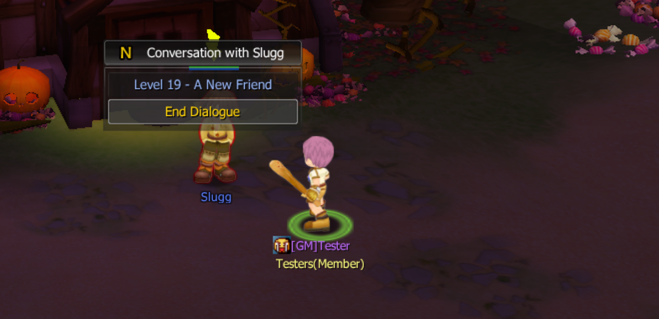 N Conversation with Slugg
Level 19 - A New Friend
End Dialogue
Slugg
[GM]Tester
Testers(Member)